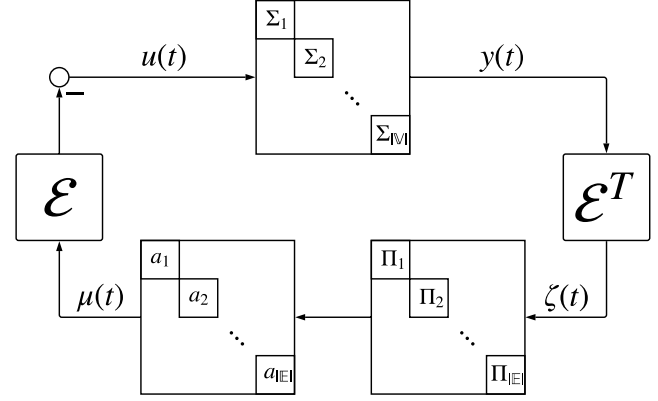 Σ₁
Σ₂
⋱
Σ|𝕍|
u(t)
y(t)
−
ℰ
ℰᵀ
a₁
a₂
⋱
a|𝔼|
Π₁
Π₂
⋱
Π|𝔼|
μ(t)
ζ(t)